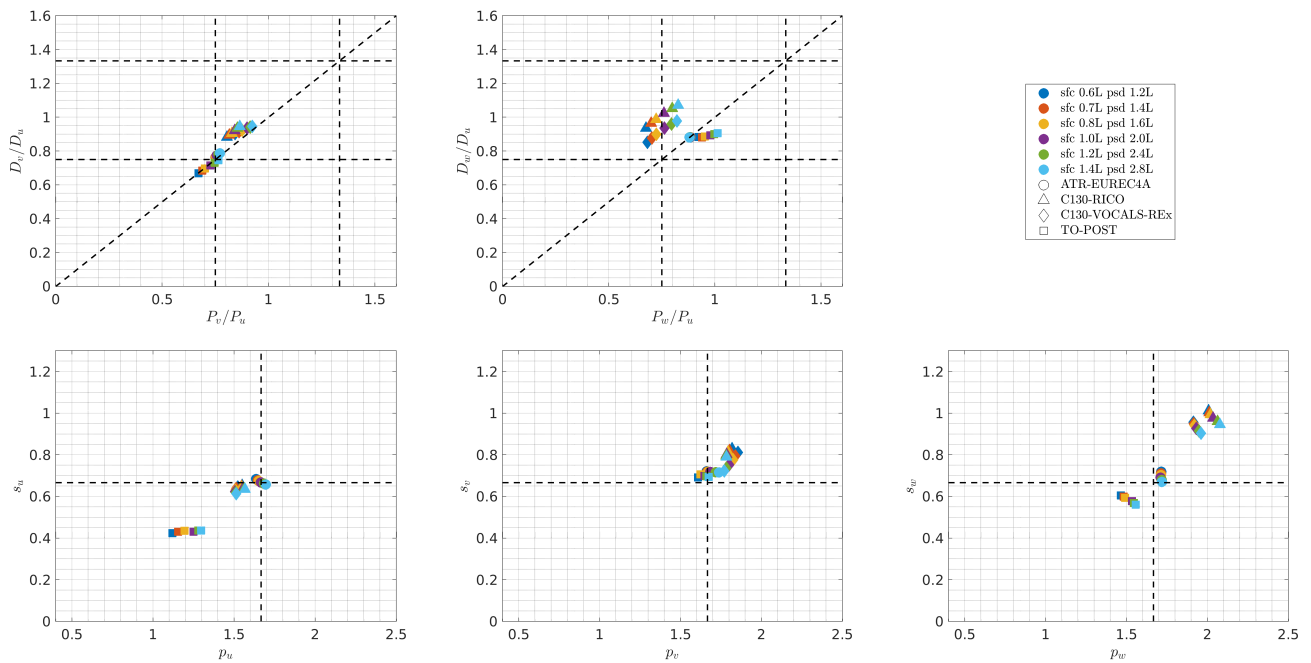 1.6
1.4
1.2
1
0.8
0.6
0.4
0.2
0
0 0.5 1 1.5
D_v/D_u
P_v/P_u
1.6
1.4
1.2
1
0.8
0.6
0.4
0.2
0
0 0.5 1 1.5
D_w/D_u
P_w/P_u
sfc 0.6L psd 1.2L
sfc 0.7L psd 1.4L
sfc 0.8L psd 1.6L
sfc 1.0L psd 2.0L
sfc 1.2L psd 2.4L
sfc 1.4L psd 2.8L
ATR-EUREC4A
C130-RICO
C130-VOCALS-REx
TO-POST
1.2
1
0.8
0.6
0.4
0.2
0
0.5 1 1.5 2 2.5
s_u
p_u
1.2
1
0.8
0.6
0.4
0.2
0
0.5 1 1.5 2 2.5
s_v
p_v
1.2
1
0.8
0.6
0.4
0.2
0
0.5 1 1.5 2 2.5
s_w
p_w